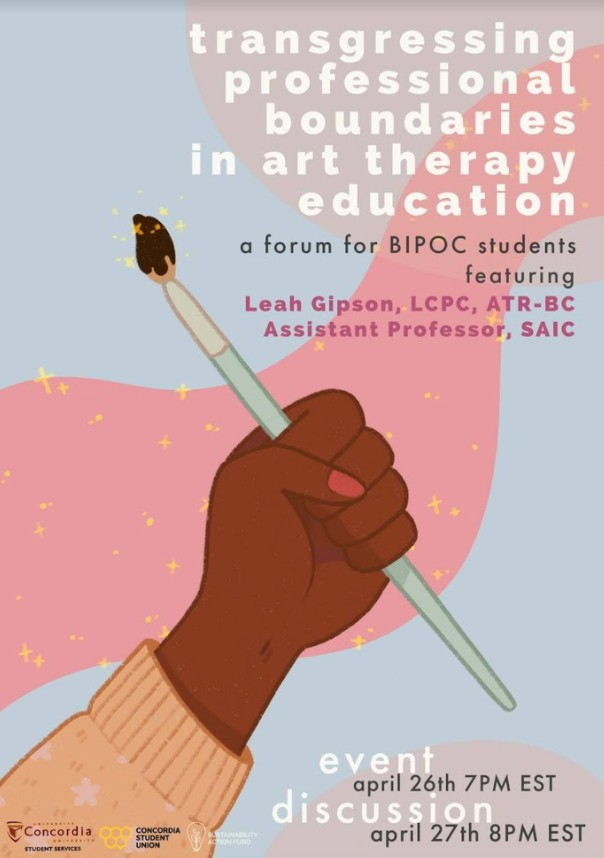 transgressing
professional
boundaries
in art therapy
education
a forum for BIPOC students
featuring
Leah Gipson, LCPC, ATR-BC
Assistant Professor, SAIC
event
april 26th 7PM EST
discussion
april 27th 8PM EST
UNIVERSITÉ
Concordia
UNIVERSITY
STUDENT SERVICES
CONCORDIA
STUDENT
UNION
SUSTAINABILITY
ACTION FUND